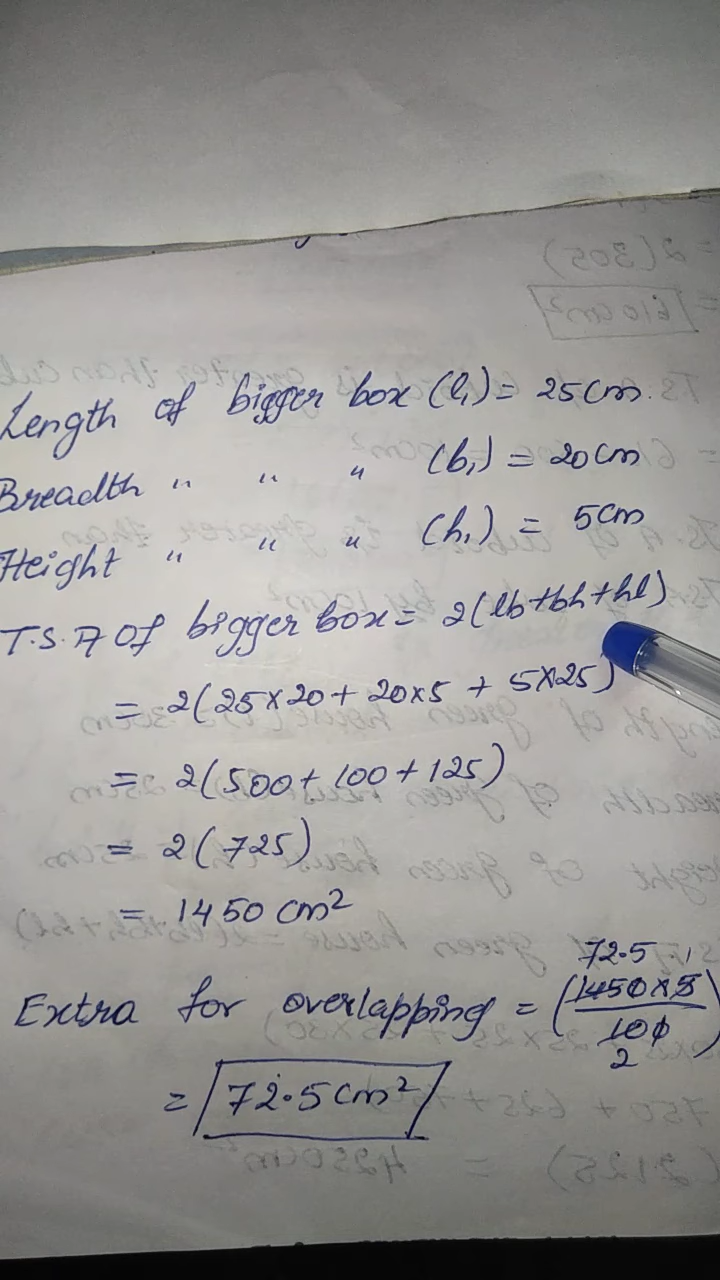 Length of bigger box (l₁) = 25cm.
Breadth " " " (b₁) = 20cm
Height " " " (h₁) = 5cm
T.S.A Of bigger box = 2(lb+bh+hl)
= 2(25×20+20×5+5×25)
= 2(500+100+125)
= 2(725)
= 1450 cm²
72.5 1
Extra for overlapping = (1450×5/100)
2
= 72.5cm²